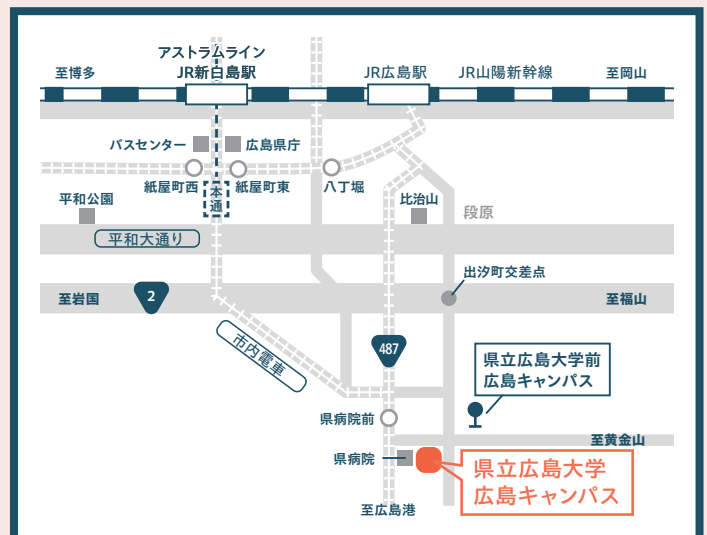 アストラムライン
至博多
JR新白島駅
JR広島駅
JR山陽新幹線
至岡山
バスセンター
広島県庁
紙屋町西
紙屋町東
八丁堀
本通
平和公園
比治山
段原
平和大通り
出汐町交差点
至岩国
2
至福山
市内電車
487
県立広島大学前
広島キャンパス
県病院前
至黄金山
県病院
県立広島大学
広島キャンパス
至広島港